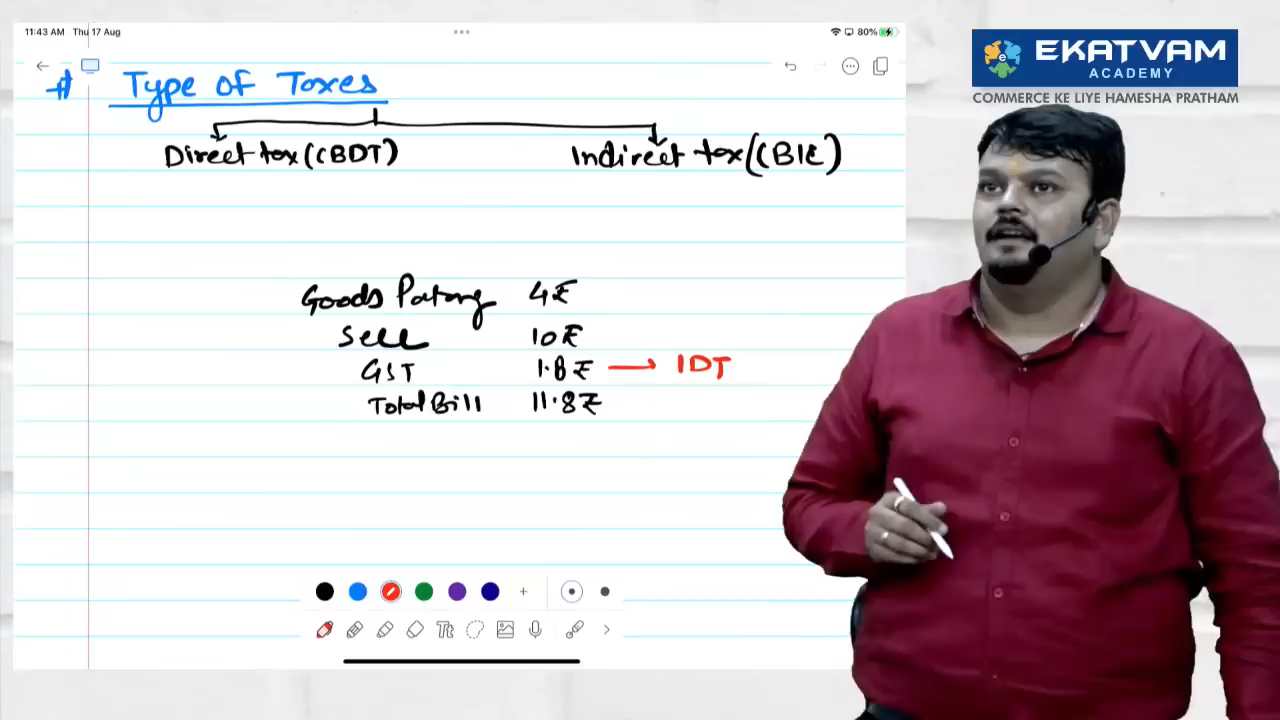 11:43 AM Thu 17 Aug
80%
EKATVAM
ACADEMY
COMMERCE KE LIYE HAMESHA PRATHAM
# Type of Taxes
Direct tax (CBDT) Indirect tax (CBIC)
Goods Patang 4₹
Sell 10₹
GST 1.8₹ → IDT
Total Bill 11.8₹
Tt